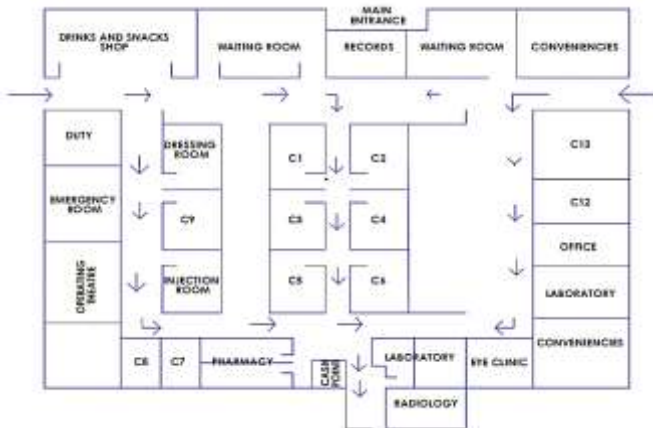 MAIN
ENTRANCE
DRINKS AND SNACKS
SHOP
WAITING ROOM
RECORDS
WAITING ROOM
CONVENIENCIES
DUTY
DRESSING
ROOM
C1
C2
C13
EMERGENCY
ROOM
C9
C3
C4
C12
OFFICE
OPERATING
THEATRE
INJECTION
ROOM
C5
C6
LABORATORY
C8
C7
PHARMACY
CASH
POINT
LABORATORY
EYE CLINIC
CONVENIENCIES
RADIOLOGY